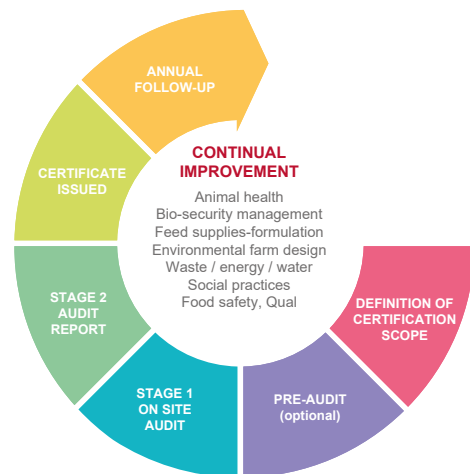 ANNUAL
FOLLOW-UP
CERTIFICATE
ISSUED
CONTINUAL
IMPROVEMENT
Animal health
Bio-security management
Feed supplies-formulation
Environmental farm design
Waste / energy / water
Social practices
Food safety, Qual
STAGE 2
AUDIT
REPORT
DEFINITION OF
CERTIFICATION
SCOPE
STAGE 1
ON SITE
AUDIT
PRE-AUDIT
(optional)